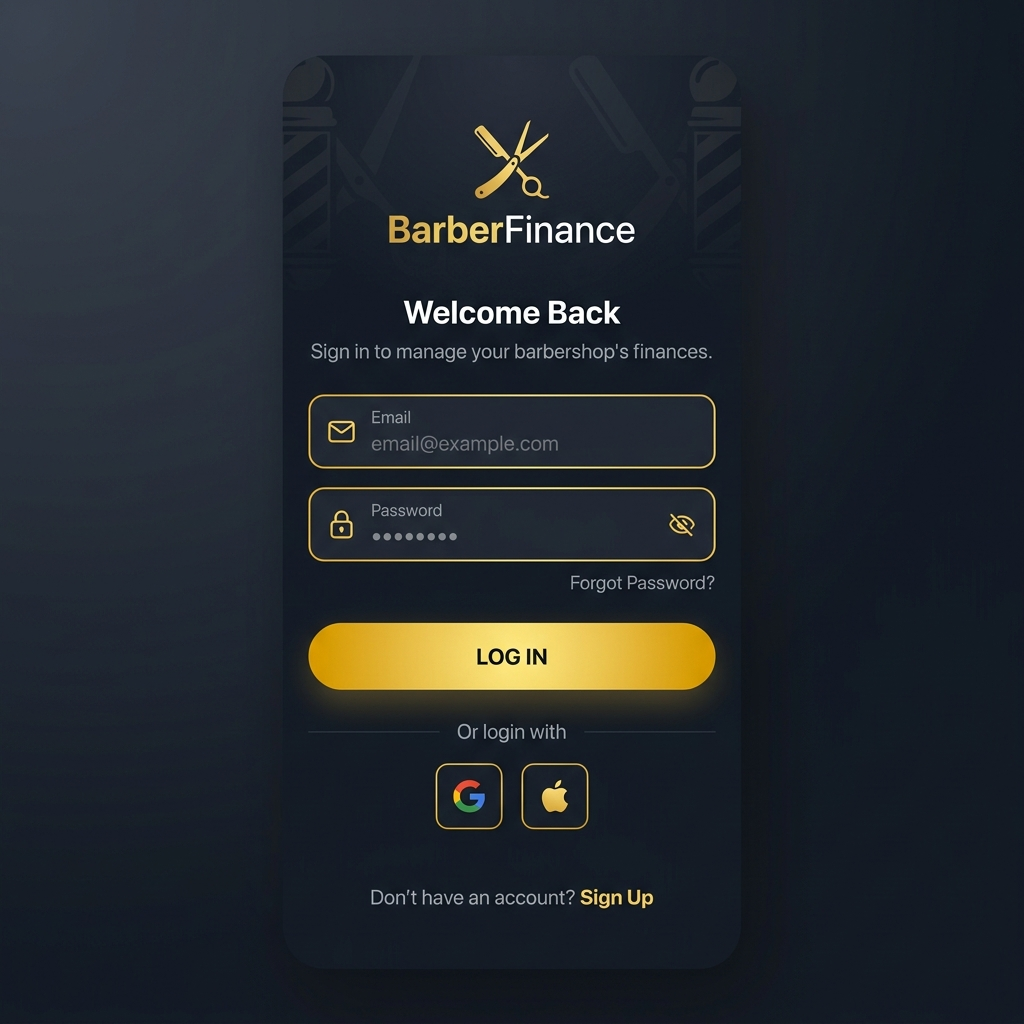 BarberFinance
Welcome Back
Sign in to manage your barbershop's finances.
Email
email@example.com
Password
••••••••
Forgot Password?
LOG IN
Or login with
G
Don’t have an account? Sign Up